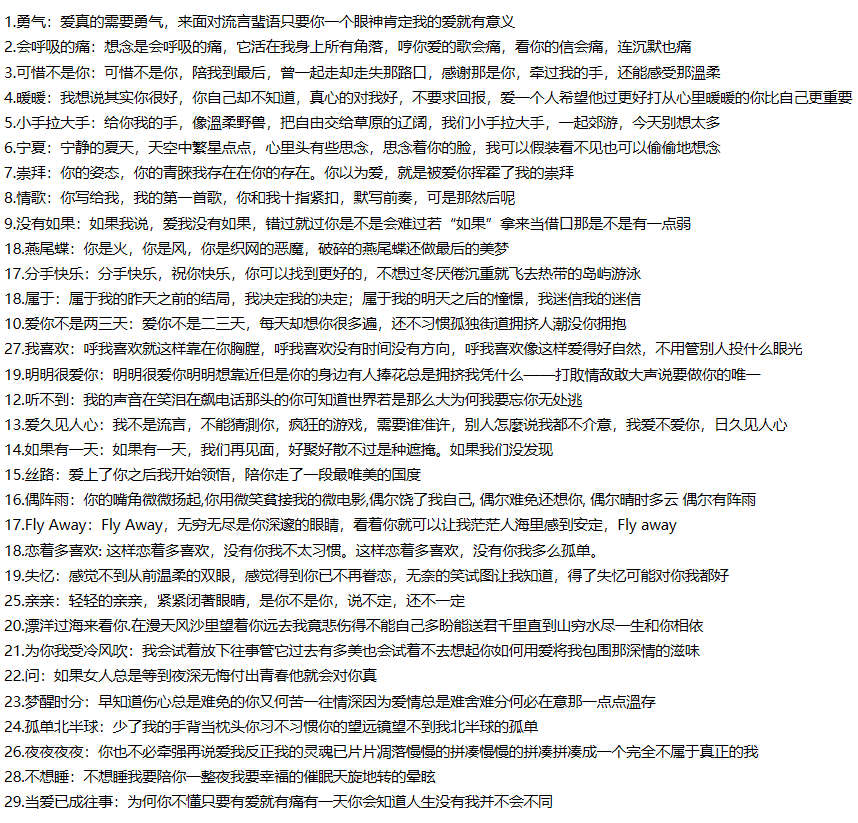 1.勇气：爱真的需要勇气，来面对流言蜚语只要你一个眼神肯定我的爱就有意义
2.会呼吸的痛：想念是会呼吸的痛，它活在我身上所有角落，哼你爱的歌会痛，看你的信会痛，连沉默也痛
3.可惜不是你：可惜不是你，陪我到最后，曾一起走却走失那路口，感谢那是你，牵过我的手，还能感受那溫柔
4.暖暖：我想说其实你很好，你自己却不知道，真心的对我好，不要求回报，爱一个人希望他过更好打从心里暖暖的你比自己更重要
5.小手拉大手：给你我的手，像溫柔野兽，把自由交给草原的辽阔，我们小手拉大手，一起郊游，今天别想太多
6.宁夏：宁静的夏天，天空中繁星点点，心里头有些思念，思念着你的脸，我可以假装看不见也可以偷偷地想念
7.崇拜：你的姿态，你的青睐我存在在你的存在。你以为爱，就是被爱你挥霍了我的崇拜
8.情歌：你写给我，我的第一首歌，你和我十指紧扣，默写前奏，可是那然后呢
9.没有如果：如果我说，爱我没有如果，错过就过你是不是会难过若“如果”拿来当借口那是不是有一点弱
18.燕尾蝶：你是火，你是风，你是织网的恶魔，破碎的燕尾蝶还做最后的美梦
17.分手快乐：分手快乐，祝你快乐，你可以找到更好的，不想过冬厌倦沉重就飞去热带的岛屿游泳
18.属于：属于我的昨天之前的结局，我决定我的决定；属于我的明天之后的憧憬，我迷信我的迷信
10.爱你不是两三天：爱你不是二三天，每天却想你很多遍，还不习惯孤独街道拥挤人潮没你拥抱
27.我喜欢：呼我喜欢就这样靠在你胸膛，呼我喜欢没有时间没有方向，呼我喜欢像这样爱得好自然，不用管别人投什么眼光
19.明明很爱你：明明很爱你明明想靠近但是你的身边有人捧花总是拥挤我凭什么——打敗情敌敢大声说要做你的唯一
12.听不到：我的声音在笑泪在飙电话那头的你可知道世界若是那么大为何我要忘你无处逃
13.爱久见人心：我不是流言，不能猜測你，疯狂的游戏，需要谁准许，别人怎麼说我都不介意，我爱不爱你，日久见人心
14.如果有一天：如果有一天，我们再见面，好聚好散不过是种遮掩。如果我们没发现
15.丝路：爱上了你之后我开始领悟，陪你走了一段最唯美的国度
16.偶阵雨：你的嘴角微微扬起,你用微笑貧接我的微电影,偶尔饶了我自己, 偶尔难免还想你, 偶尔晴时多云 偶尔有阵雨
17.Fly Away：Fly Away，无穷无尽是你深邃的眼睛，看着你就可以让我茫茫人海里感到安定，Fly away
18.恋着多喜欢: 这样恋着多喜欢，没有你我不太习惯。这样恋着多喜欢，没有你我多么孤单。
19.失忆：感觉不到从前温柔的双眼，感觉得到你已不再眷恋，无奈的笑试图让我知道，得了失忆可能对你我都好
25.亲亲：轻轻的亲亲，紧紧闭著眼睛，是你不是你，说不定，还不一定
20.漂洋过海来看你.在漫天风沙里望着你远去我竟悲伤得不能自己多盼能送君千里直到山穷水尽一生和你相依
21.为你我受冷风吹：我会试着放下往事管它过去有多美也会试着不去想起你如何用爱将我包围那深情的滋味
22.问：如果女人总是等到夜深无悔付出青春他就会对你真
23.梦醒时分：早知道伤心总是难免的你又何苦一往情深因为爱情总是难舍难分何必在意那一点点溫存
24.孤单北半球：少了我的手背当枕头你习不习惯你的望远镜望不到我北半球的孤单
26.夜夜夜夜：你也不必牵强再说爱我反正我的灵魂已片片凋落慢慢的拼凑慢慢的拼凑拼凑成一个完全不属于真正的我
28.不想睡：不想睡我要陪你一整夜我要幸福的催眠天旋地转的晕眩
29.当爱已成往事：为何你不懂只要有爱就有痛有一天你会知道人生没有我并不会不同